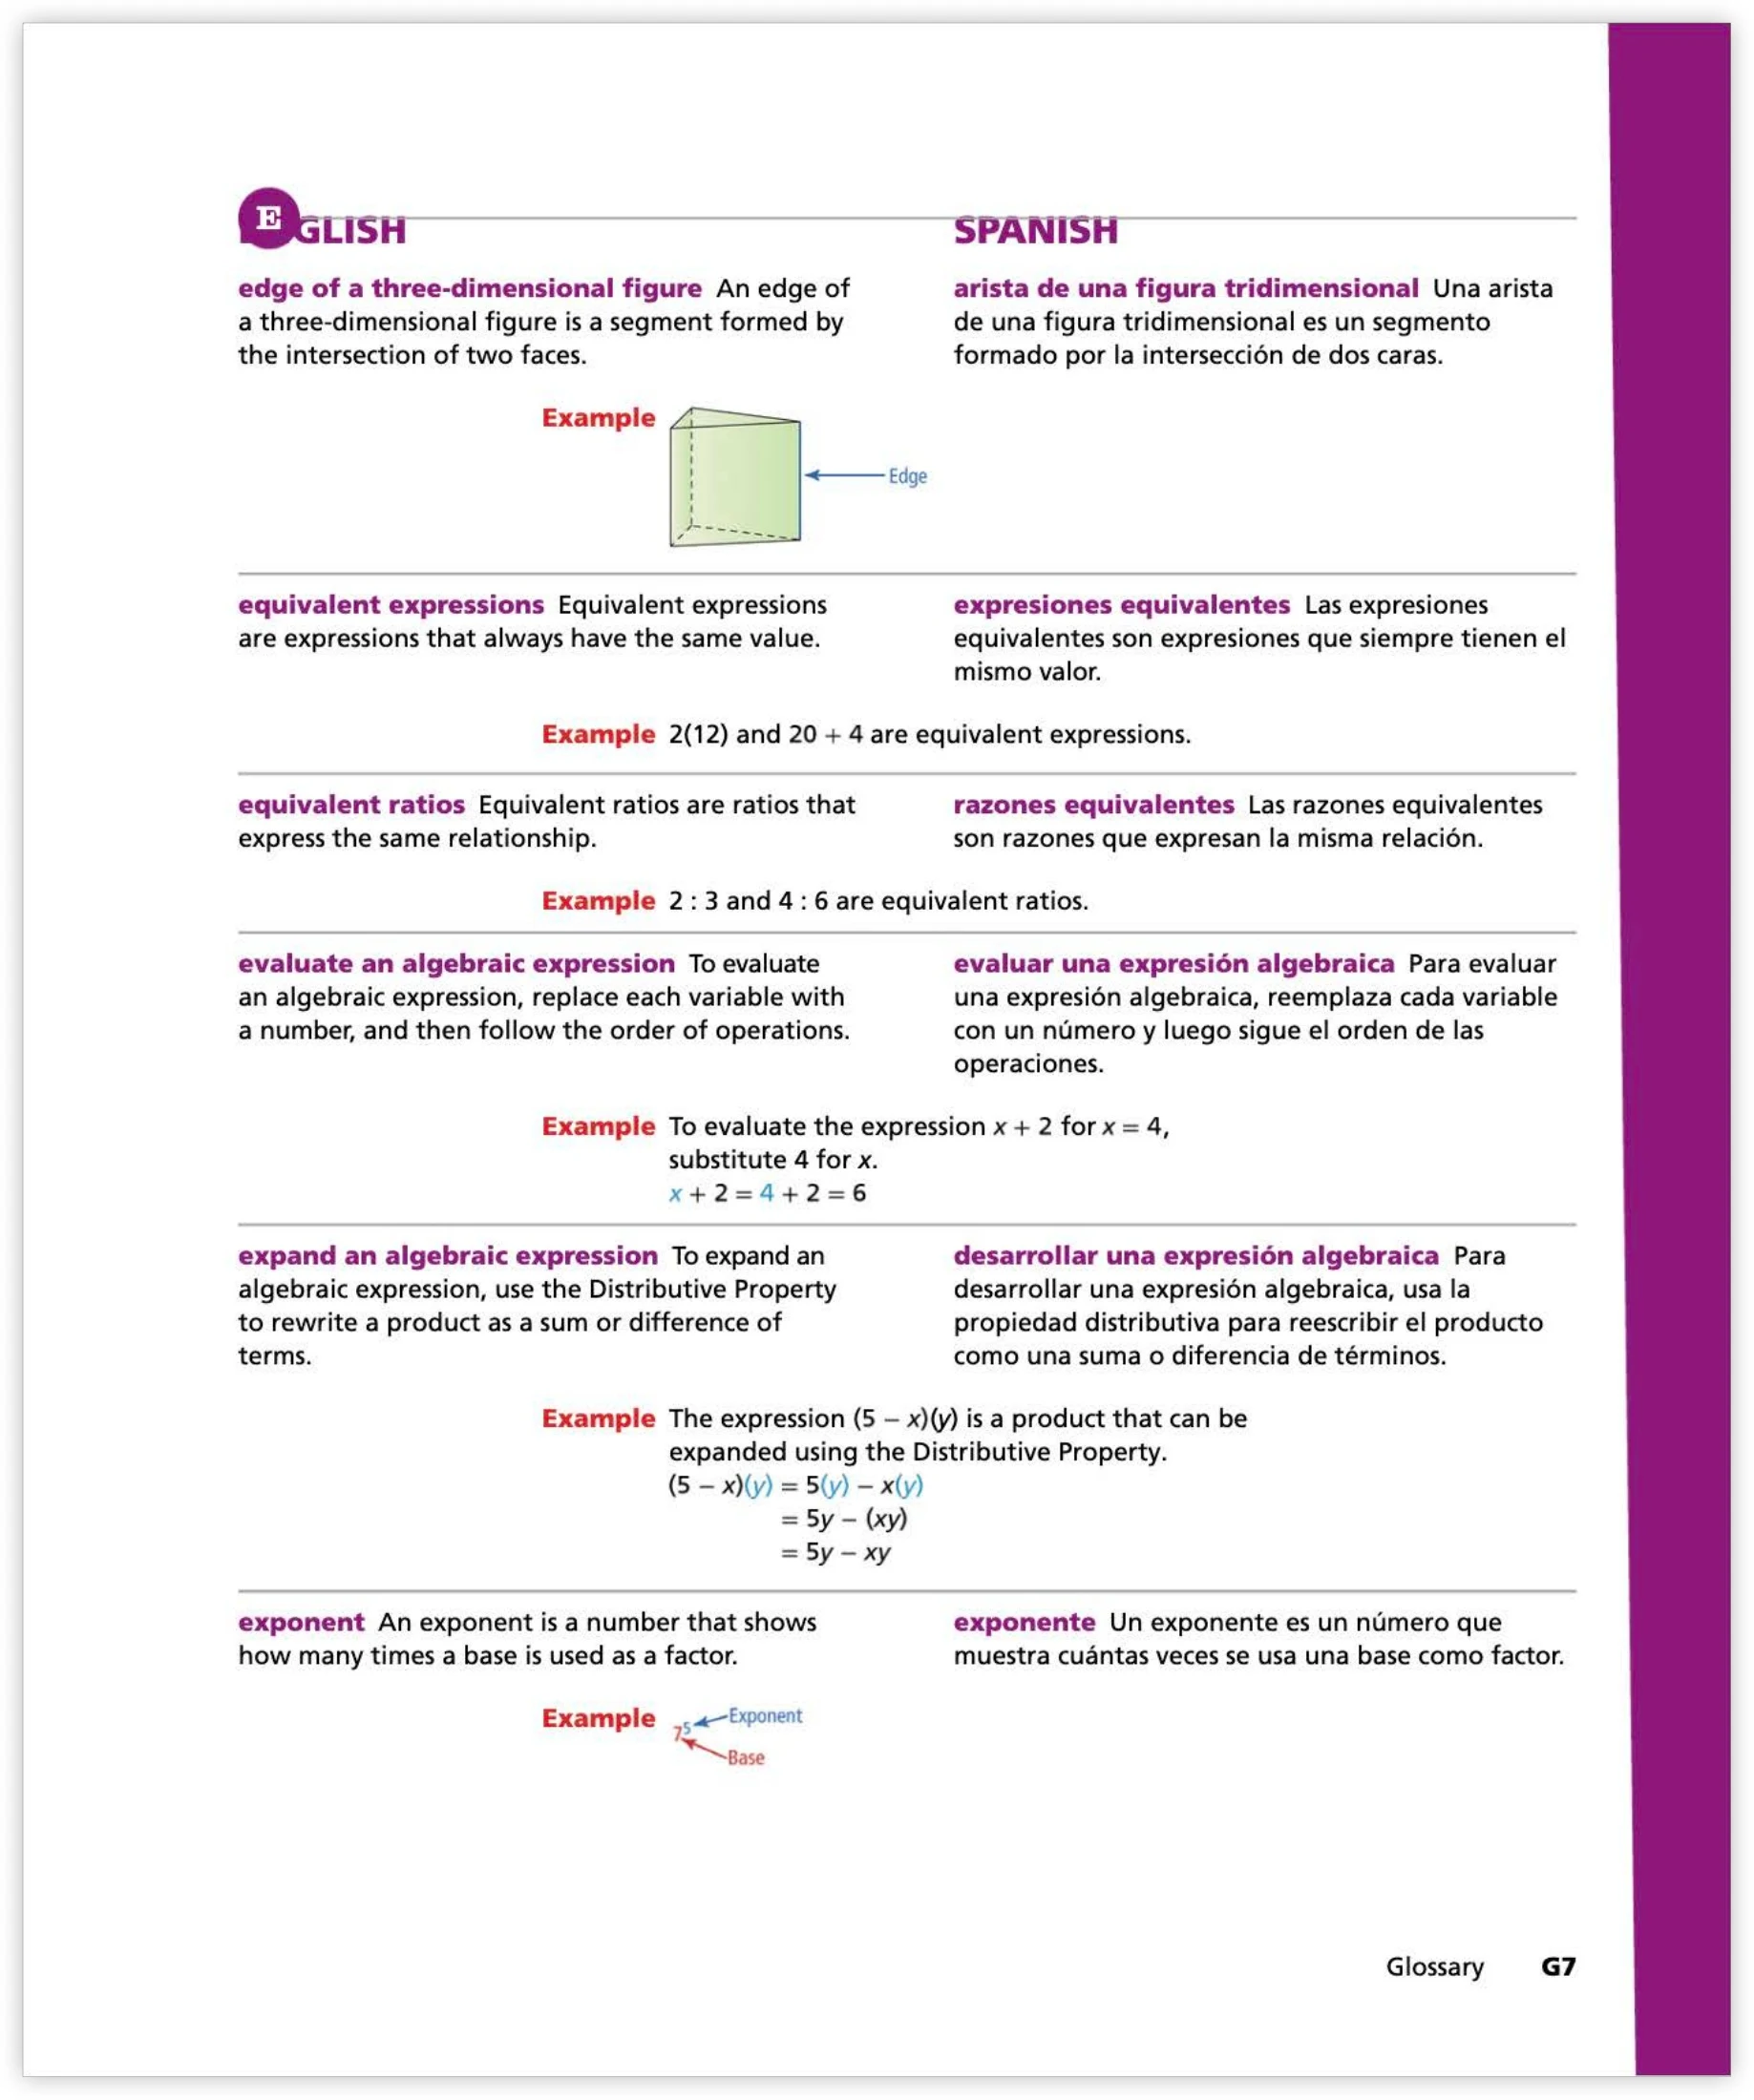 E
GLISH
SPANISH
edge of a three-dimensional figure An edge of
a three-dimensional figure is a segment formed by
the intersection of two faces.
arista de una figura tridimensional Una arista
de una figura tridimensional es un segmento
formado por la intersección de dos caras.
Example
Edge
equivalent expressions Equivalent expressions
are expressions that always have the same value.
expresiones equivalentes Las expresiones
equivalentes son expresiones que siempre tienen el
mismo valor.
Example 2(12) and 20 + 4 are equivalent expressions.
equivalent ratios Equivalent ratios are ratios that
express the same relationship.
razones equivalentes Las razones equivalentes
son razones que expresan la misma relación.
Example 2 : 3 and 4 : 6 are equivalent ratios.
evaluate an algebraic expression To evaluate
an algebraic expression, replace each variable with
a number, and then follow the order of operations.
evaluar una expresión algebraica Para evaluar
una expresión algebraica, reemplaza cada variable
con un número y luego sigue el orden de las
operaciones.
Example To evaluate the expression x + 2 for x = 4,
substitute 4 for x.
x + 2 = 4 + 2 = 6
expand an algebraic expression To expand an
algebraic expression, use the Distributive Property
to rewrite a product as a sum or difference of
terms.
desarrollar una expresión algebraica Para
desarrollar una expresión algebraica, usa la
propiedad distributiva para reescribir el producto
como una suma o diferencia de términos.
Example The expression (5 – x)(y) is a product that can be
expanded using the Distributive Property.
(5 – x)(y) = 5(y) – x(y)
= 5y – (xy)
= 5y – xy
exponent An exponent is a number that shows
how many times a base is used as a factor.
exponente Un exponente es un número que
muestra cuántas veces se usa una base como factor.
Example 7⁵ Exponent
Base
Glossary G7